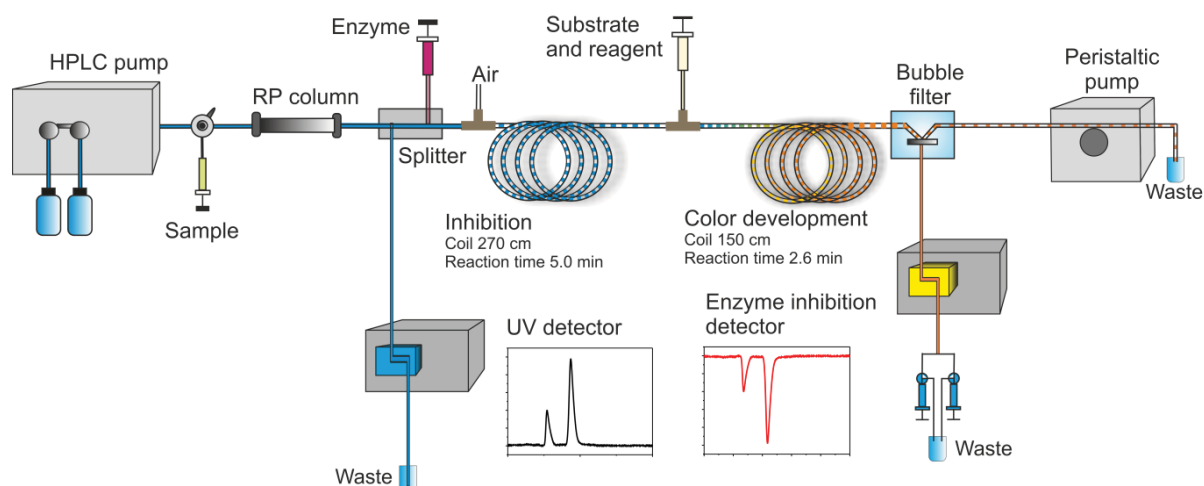 HPLC pump
Sample
RP column
Enzyme
Splitter
Air
Inhibition
Coil 270 cm
Reaction time 5.0 min
Substrate
and reagent
Color development
Coil 150 cm
Reaction time 2.6 min
Bubble
filter
Peristaltic
pump
Waste
UV detector
Enzyme inhibition
detector
Waste
Waste